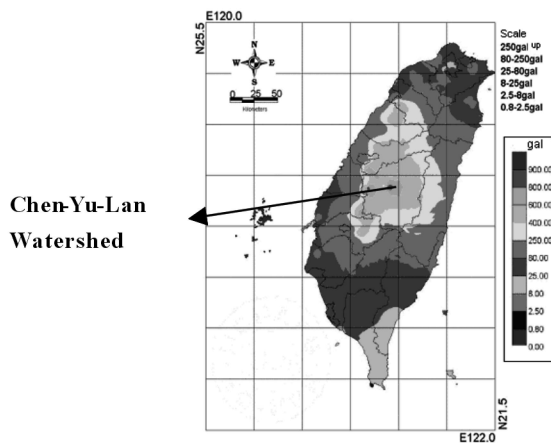 E120.0
N25.5
N
W E
S
0 25 50
Kilometers
Scale
250gal up
80-250gal
25-80gal
8-25gal
2.5-8gal
0.8-2.5gal
gal
900.00
800.00
600.00
400.00
250.00
80.00
25.00
8.00
2.50
0.80
0.00
Chen-Yu-Lan
Watershed
N21.5
E122.0